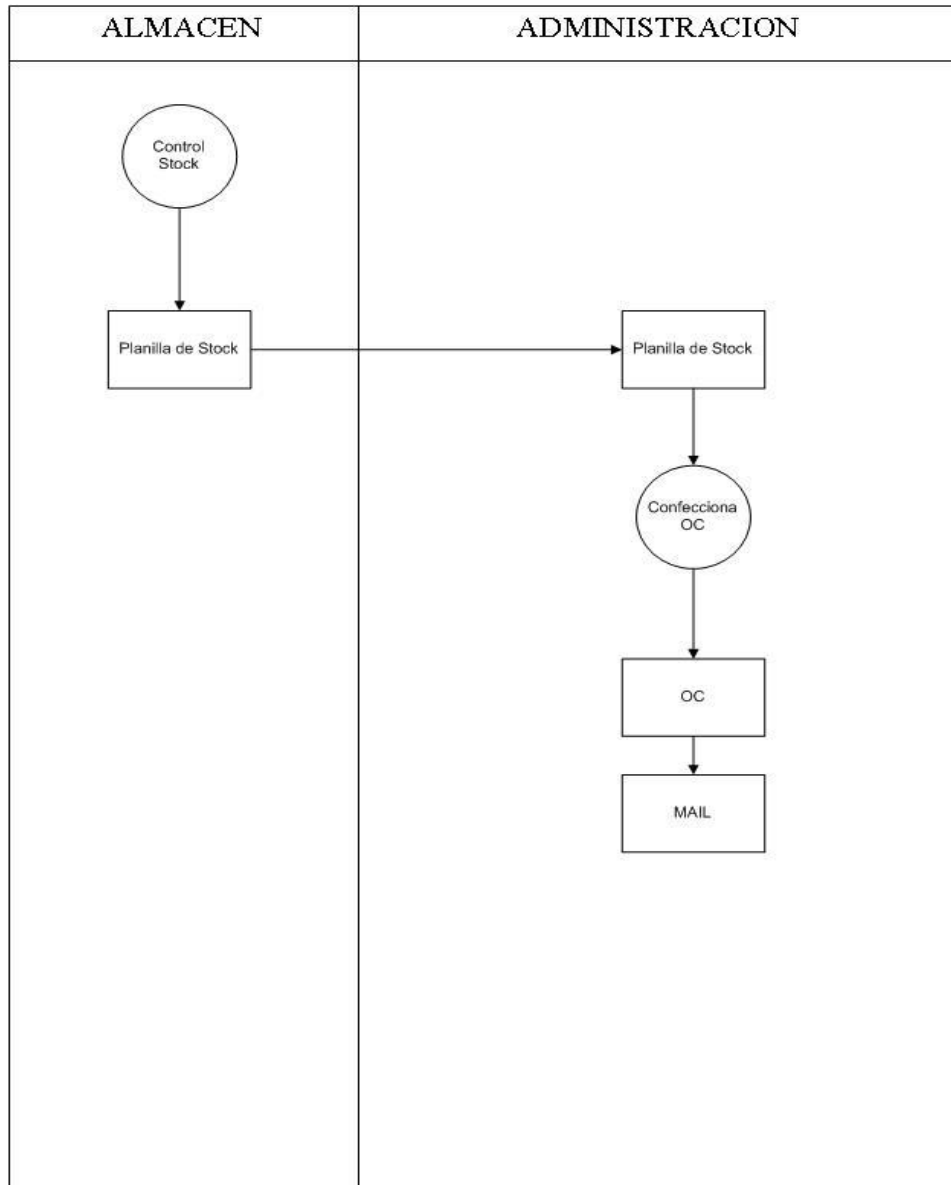 ALMACEN
ADMINISTRACION
Control
Stock
Planilla de Stock
Planilla de Stock
Confecciona
OC
OC
MAIL